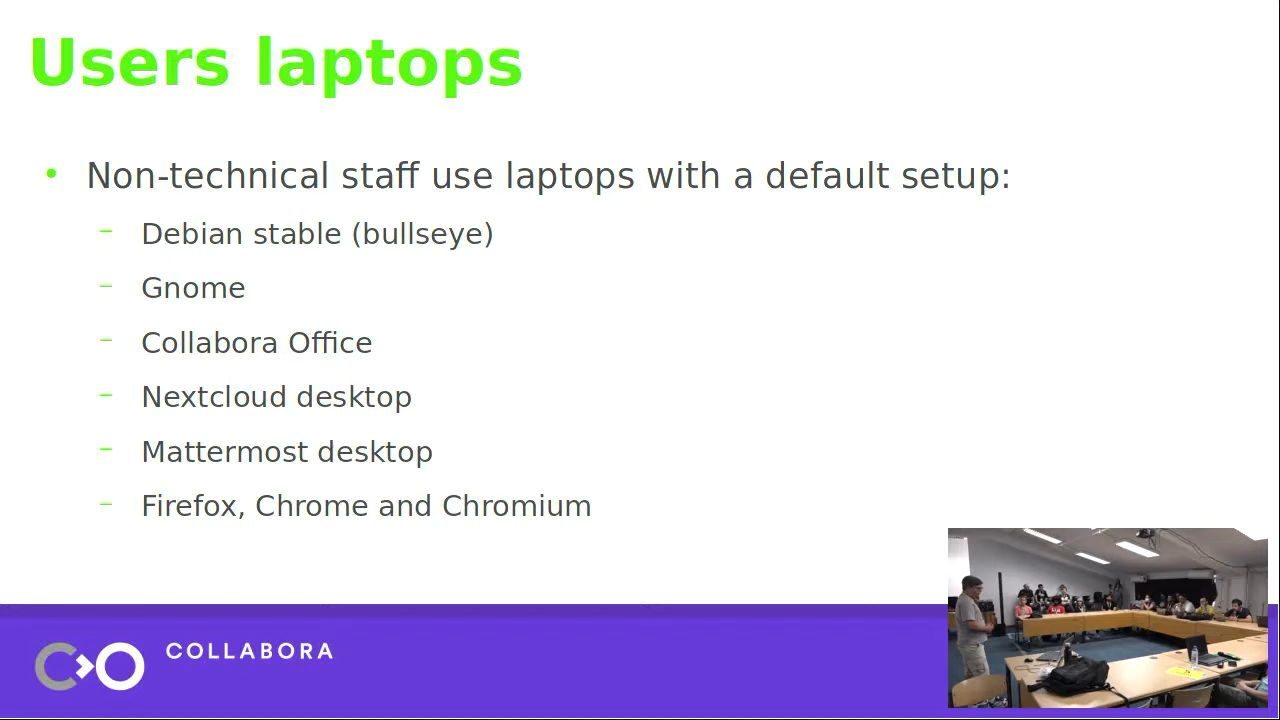 Users laptops
Non-technical staff use laptops with a default setup:
Debian stable (bullseye)
Gnome
Collabora Office
Nextcloud desktop
Mattermost desktop
Firefox, Chrome and Chromium
COLLABORA